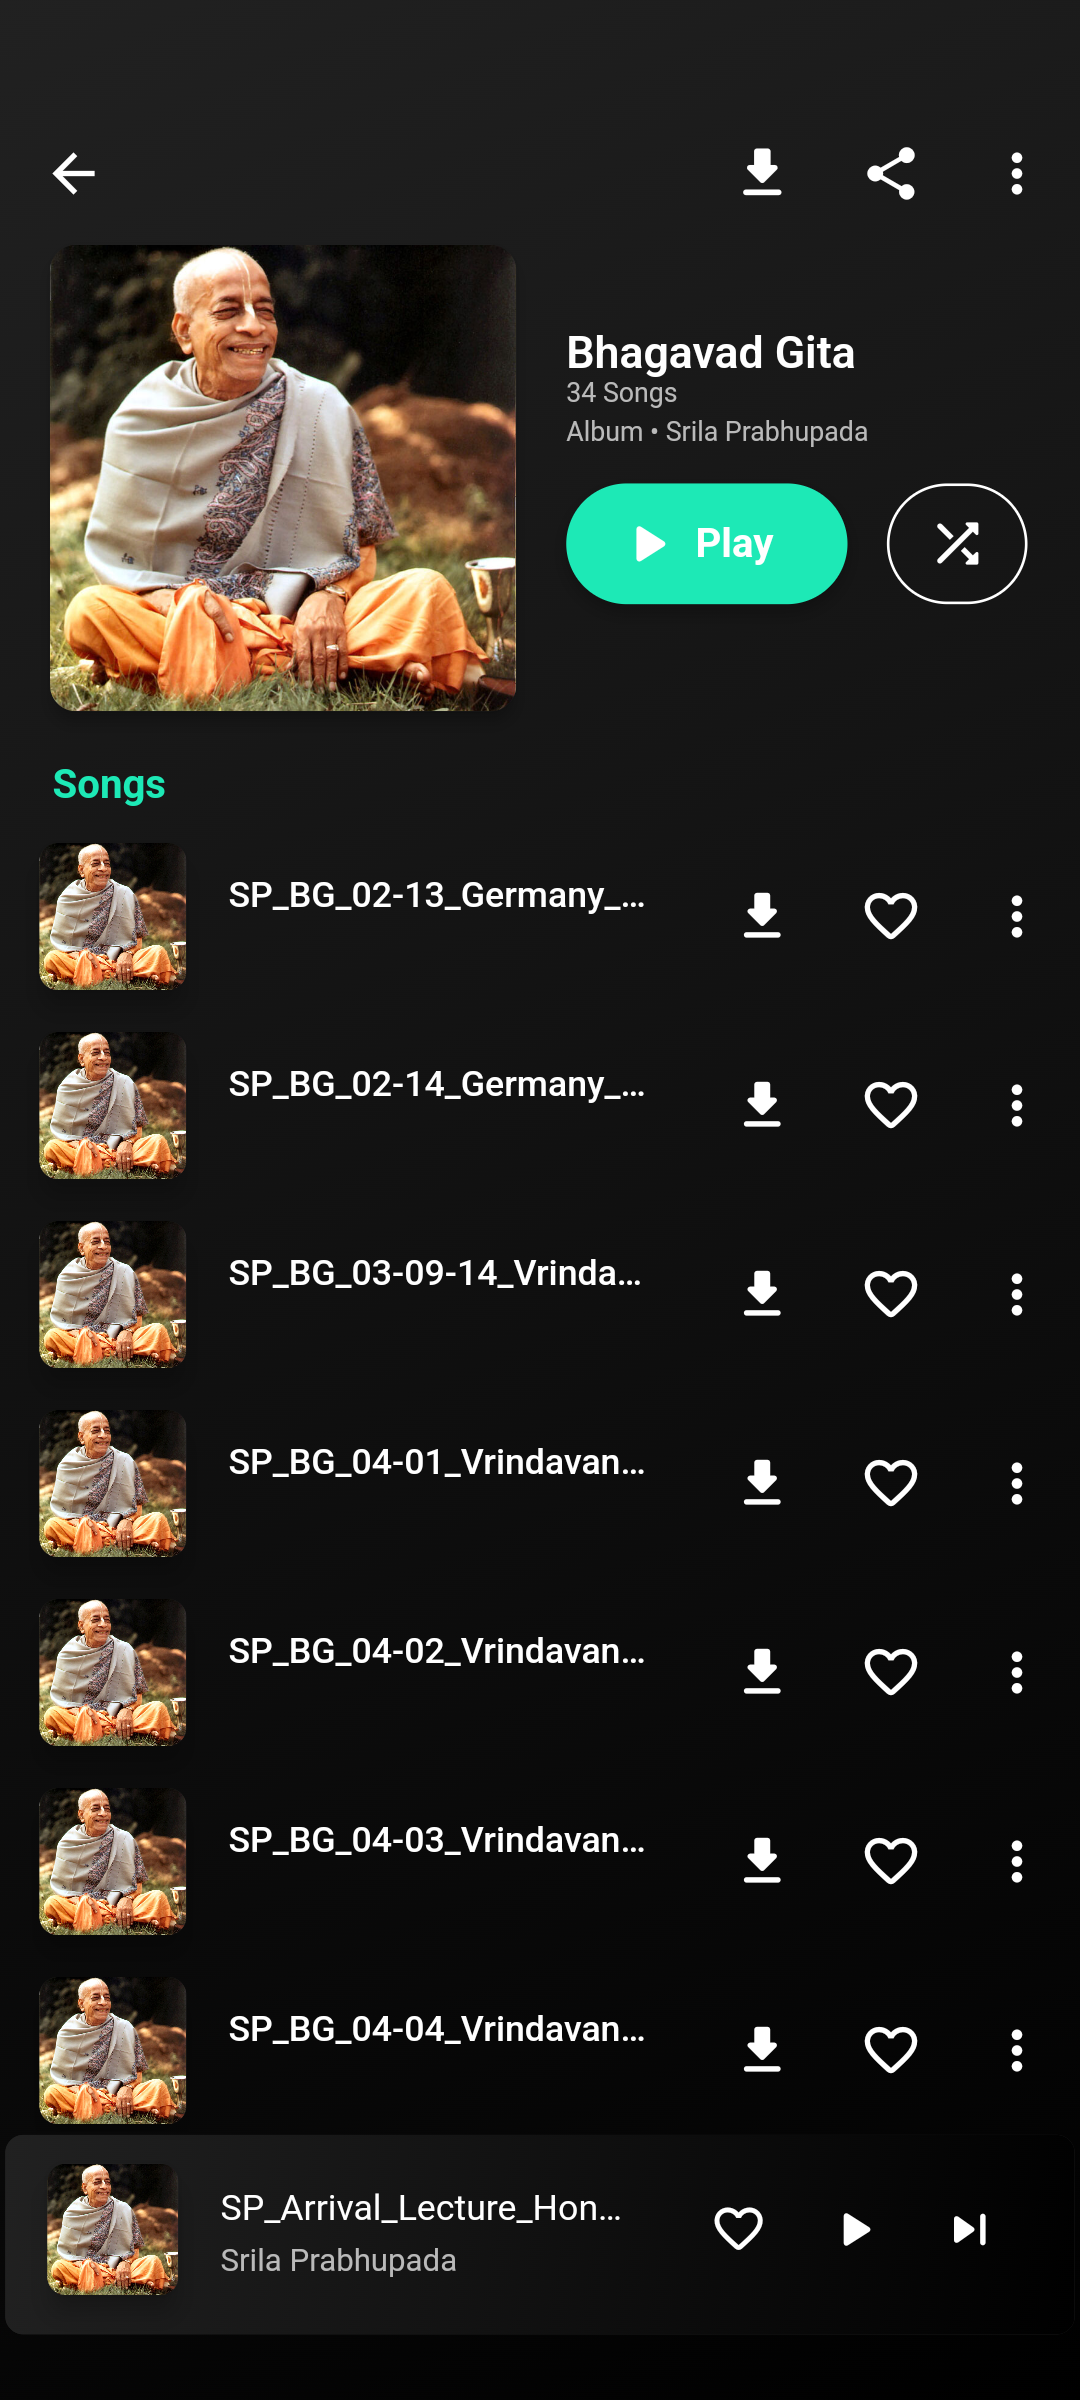 Bhagavad Gita
34 Songs
Album • Srila Prabhupada
Play
Songs
SP_BG_02-13_Germany_...
SP_BG_02-14_Germany_...
SP_BG_03-09-14_Vrinda...
SP_BG_04-01_Vrindavan...
SP_BG_04-02_Vrindavan...
SP_BG_04-03_Vrindavan...
SP_BG_04-04_Vrindavan...
SP_Arrival_Lecture_Hon...
Srila Prabhupada